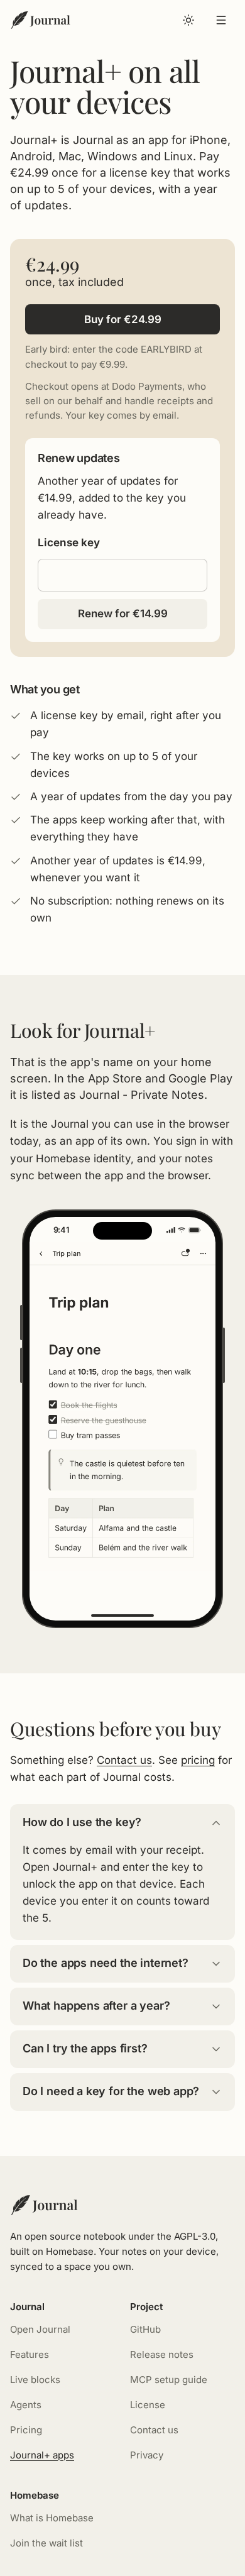 Journal
Journal+ on all
your devices
Journal+ is Journal as an app for iPhone,
Android, Mac, Windows and Linux. Pay
€24.99 once for a license key that works
on up to 5 of your devices, with a year
of updates.
€24.99
once, tax included
Buy for €24.99
Early bird: enter the code EARLYBIRD at
checkout to pay €9.99.
Checkout opens at Dodo Payments, who
sell on our behalf and handle receipts and
refunds. Your key comes by email.
Renew updates
Another year of updates for
€14.99, added to the key you
already have.
License key
Renew for €14.99
What you get
A license key by email, right after you
pay
The key works on up to 5 of your
devices
A year of updates from the day you pay
The apps keep working after that, with
everything they have
Another year of updates is €14.99,
whenever you want it
No subscription: nothing renews on its
own
Look for Journal+
That is the app's name on your home
screen. In the App Store and Google Play
it is listed as Journal - Private Notes.
It is the Journal you can use in the browser
today, as an app of its own. You sign in with
your Homebase identity, and your notes
sync between the app and the browser.
9:41
Trip plan
Trip plan
Day one
Land at 10:15, drop the bags, then walk
down to the river for lunch.
Book the flights
Reserve the guesthouse
Buy tram passes
The castle is quietest before ten
in the morning.
Day Plan
Saturday Alfama and the castle
Sunday Belém and the river walk
Questions before you buy
Something else? Contact us. See pricing for
what each part of Journal costs.
How do I use the key?
It comes by email with your receipt.
Open Journal+ and enter the key to
unlock the app on that device. Each
device you enter it on counts toward
the 5.
Do the apps need the internet?
What happens after a year?
Can I try the apps first?
Do I need a key for the web app?
Journal
An open source notebook under the AGPL-3.0,
built on Homebase. Your notes on your device,
synced to a space you own.
Journal
Open Journal
Features
Live blocks
Agents
Pricing
Journal+ apps
Project
GitHub
Release notes
MCP setup guide
License
Contact us
Privacy
Homebase
What is Homebase
Join the wait list